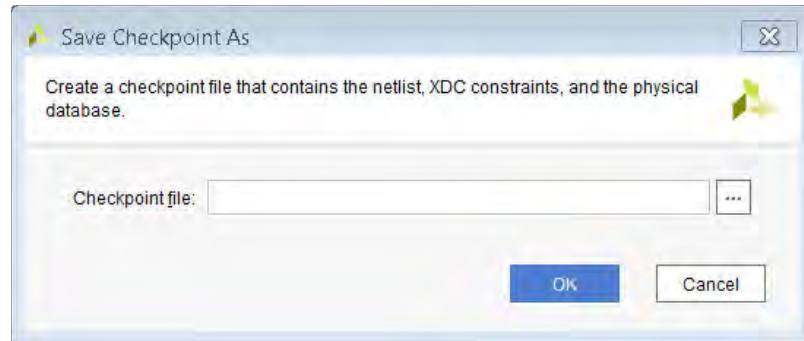 Save Checkpoint As
Create a checkpoint file that contains the netlist, XDC constraints, and the physical
database.
Checkpoint file:
...
OK
Cancel